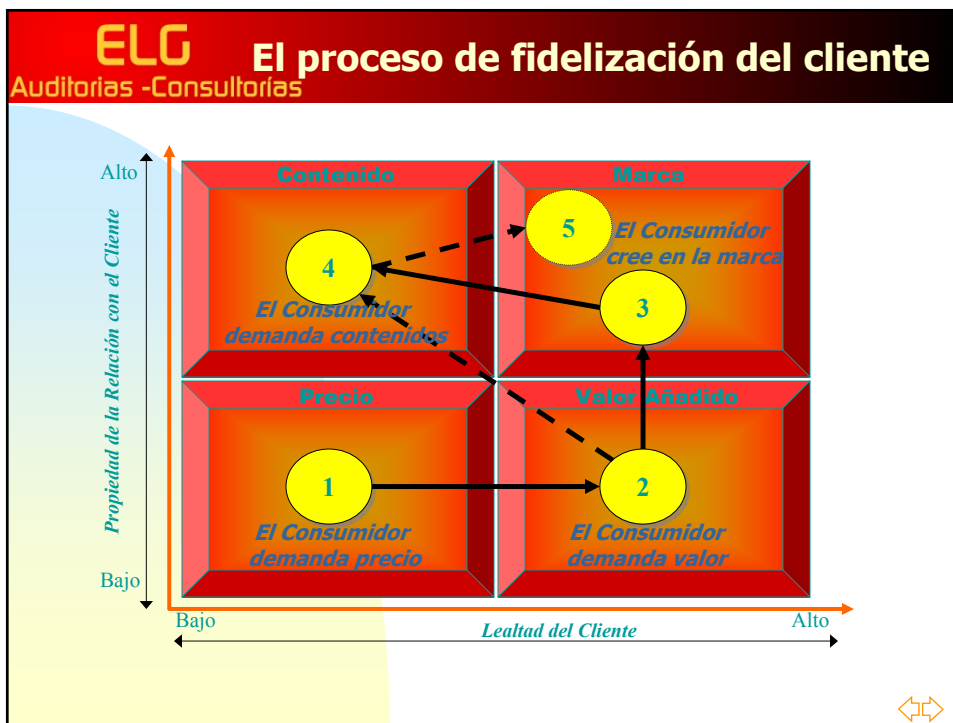 ELG
Auditorias -Consultorías
El proceso de fidelización del cliente
Alto
Propiedad de la Relación con el Cliente
Bajo
Contenido
4
El Consumidor
demanda contenidos
Marca
5
El Consumidor
cree en la marca
3
Precio
1
El Consumidor
demanda precio
Valor Añadido
2
El Consumidor
demanda valor
Bajo
Lealtad del Cliente
Alto